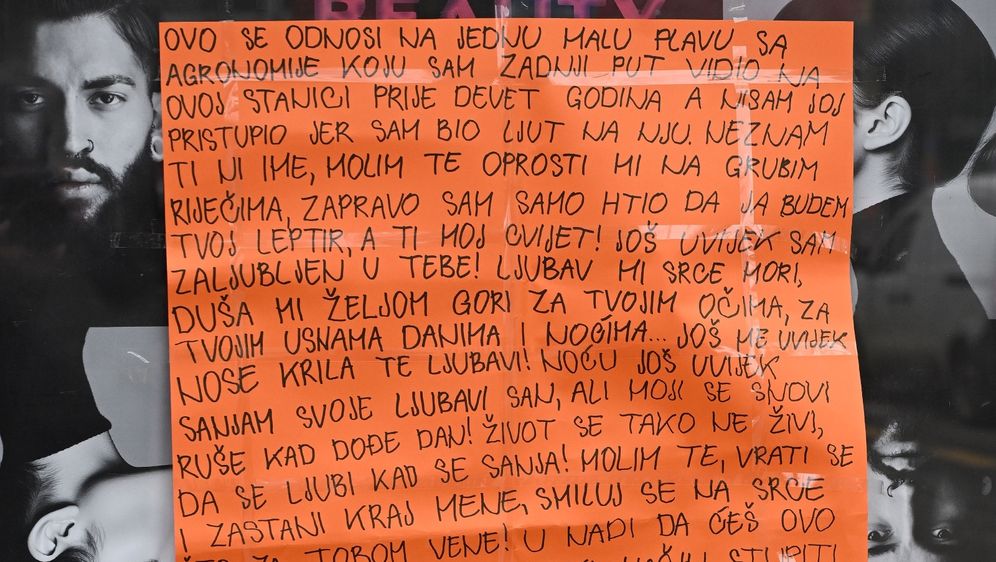 REALITY
OVO SE ODNOSI NA JEDNU MALU PLAVU SA
AGRONOMIJE KOJU SAM ZADNJI PUT VIDIO NA
OVOJ STANICI PRIJE DEVET GODINA A NISAM JOJ
PRISTUPIO JER SAM BIO LJUT NA NJU. NEZNAM
TI NI IME, MOLIM TE OPROSTI MI NA GRUBIM
RIJEČIMA, ZAPRAVO SAM SAMO HTIO DA JA BUDEM
TVOJ LEPTIR, A TI MOJ CVIJET! JOŠ UVIJEK SAM
ZALJUBLJEN U TEBE! LJUBAV MI SRCE MORI,
DUŠA MI ŽELJOM GORI ZA TVOJIM OČIMA, ZA
TVOJIM USNAMA DANIMA I NOĆIMA... JOŠ ME UVIJEK
NOSE KRILA TE LJUBAVI! NOĆU JOŠ UVIJEK
SANJAM SVOJE LJUBAVI SAN, ALI MOJI SE SNOVI
RUŠE KAD DOĐE DAN! ŽIVOT SE TAKO NE ŽIVI,
DA SE LJUBI KAD SE SANJA! MOLIM TE, VRATI SE
I ZASTANI KRAJ MENE, SMILUJ SE NA SRCE
ŠTO ZA TOBOM VENE! U NADI DA ĆEŠ OVO
STUPITI